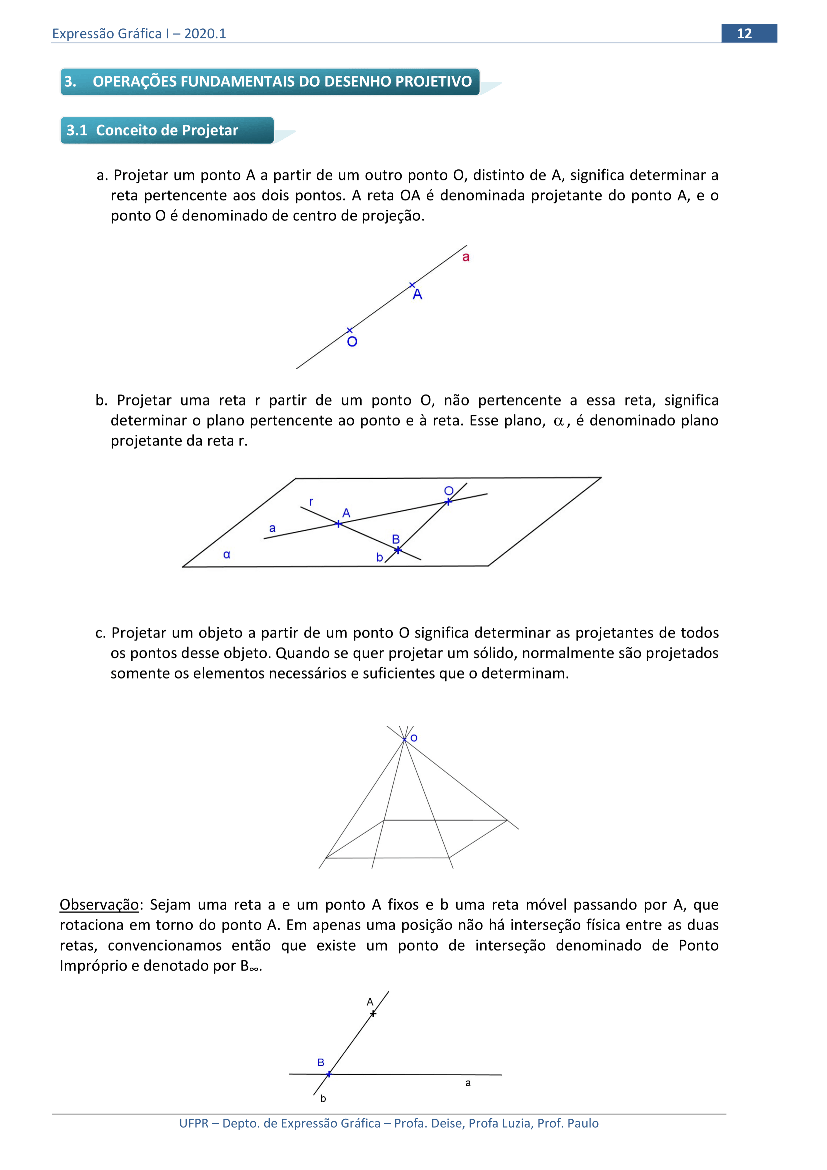 Expressão Gráfica I – 2020.1
12
3. OPERAÇÕES FUNDAMENTAIS DO DESENHO PROJETIVO
3.1 Conceito de Projetar
a. Projetar um ponto A a partir de um outro ponto O, distinto de A, significa determinar a
reta pertencente aos dois pontos. A reta OA é denominada projetante do ponto A, e o
ponto O é denominado de centro de projeção.
a
A
O
b. Projetar uma reta r partir de um ponto O, não pertencente a essa reta, significa
determinar o plano pertencente ao ponto e à reta. Esse plano, α, é denominado plano
projetante da reta r.
O
r
A
a
B
α
b
c. Projetar um objeto a partir de um ponto O significa determinar as projetantes de todos
os pontos desse objeto. Quando se quer projetar um sólido, normalmente são projetados
somente os elementos necessários e suficientes que o determinam.
O
Observação: Sejam uma reta a e um ponto A fixos e b uma reta móvel passando por A, que
rotaciona em torno do ponto A. Em apenas uma posição não há interseção física entre as duas
retas, convencionamos então que existe um ponto de interseção denominado de Ponto
Impróprio e denotado por B∞.
A
B
a
b
UFPR – Depto. de Expressão Gráfica – Profa. Deise, Profa Luzia, Prof. Paulo